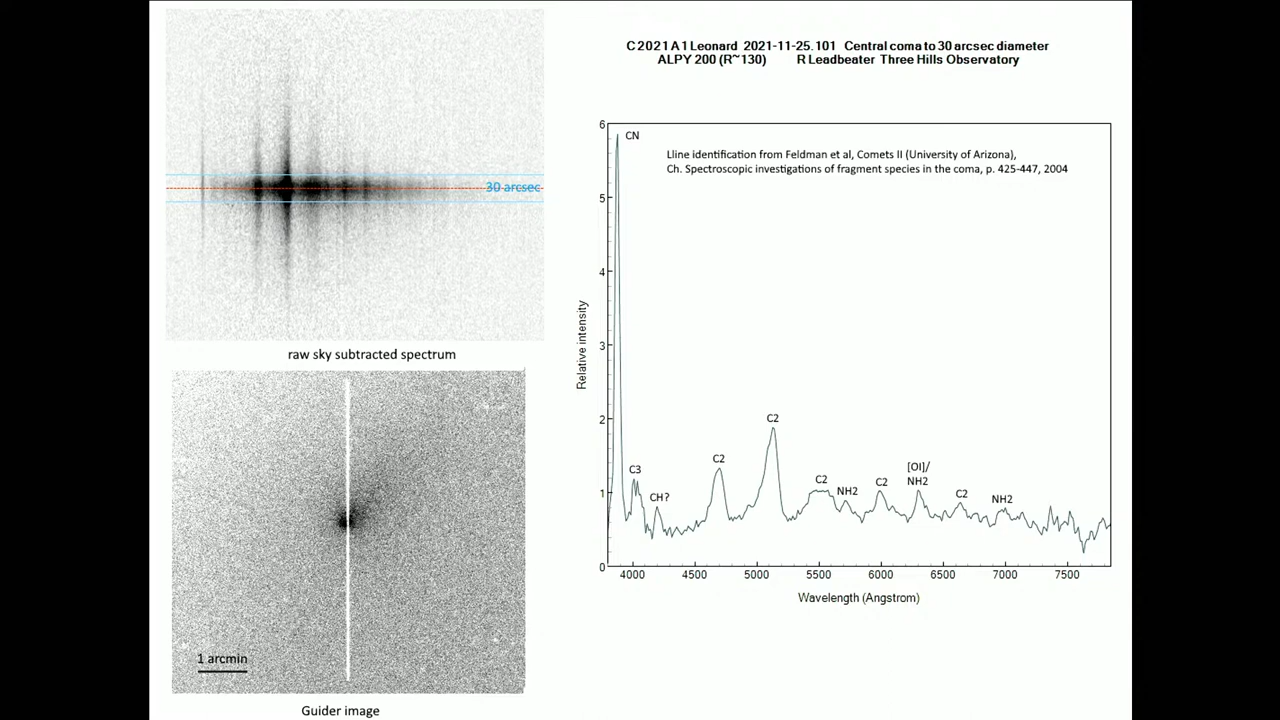 C 2021 A1 Leonard 2021-11-25.101 Central coma to 30 arcsec diameter
ALPY 200 (R~130) R Leadbeater Three Hills Observatory
30 arcsec
raw sky subtracted spectrum
1 arcmin
Guider image
Lline identification from Feldman et al, Comets II (University of Arizona),
Ch. Spectroscopic investigations of fragment species in the coma, p. 425-447, 2004
CN
C3
CH?
C2
C2
C2
NH2
C2
[OI]/
NH2
C2
NH2
Relative intensity
6
5
4
3
2
1
0
4000 4500 5000 5500 6000 6500 7000 7500
Wavelength (Angstrom)